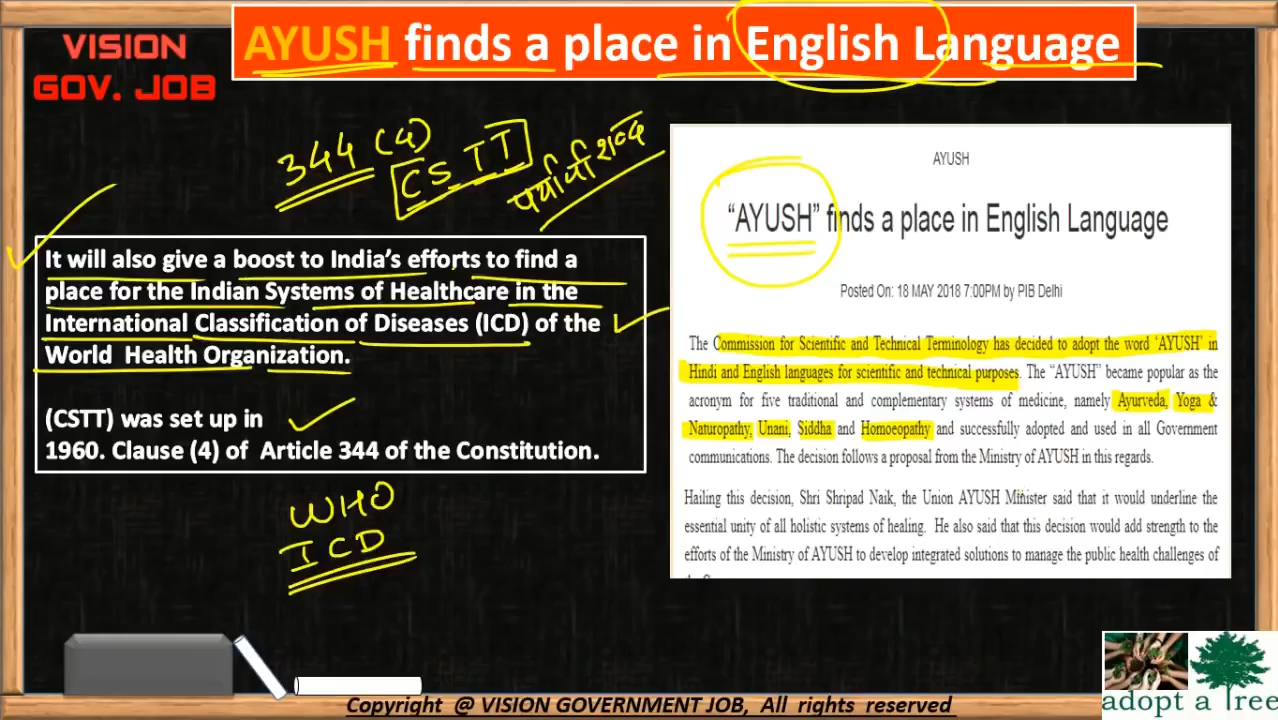 VISION
GOV. JOB
AYUSH finds a place in English Language
344 (4)
CSTT
पर्यायवाची शब्द
It will also give a boost to India's efforts to find a
place for the Indian Systems of Healthcare in the
International Classification of Diseases (ICD) of the
World Health Organization.
(CSTT) was set up in
1960. Clause (4) of Article 344 of the Constitution.
WHO
ICD
AYUSH
"AYUSH" finds a place in English Language
Posted On: 18 MAY 2018 7:00PM by PIB Delhi
The Commission for Scientific and Technical Terminology has decided to adopt the word 'AYUSH' in
Hindi and English languages for scientific and technical purposes. The "AYUSH" became popular as the
acronym for five traditional and complementary systems of medicine, namely Ayurveda, Yoga &
Naturopathy, Unani, Siddha and Homoeopathy and successfully adopted and used in all Government
communications. The decision follows a proposal from the Ministry of AYUSH in this regards.
Hailing this decision, Shri Shripad Naik, the Union AYUSH Minister said that it would underline the
essential unity of all holistic systems of healing. He also said that this decision would add strength to the
efforts of the Ministry of AYUSH to develop integrated solutions to manage the public health challenges of
Copyright @ VISION GOVERNMENT JOB, All rights reserved
adopt a Tree